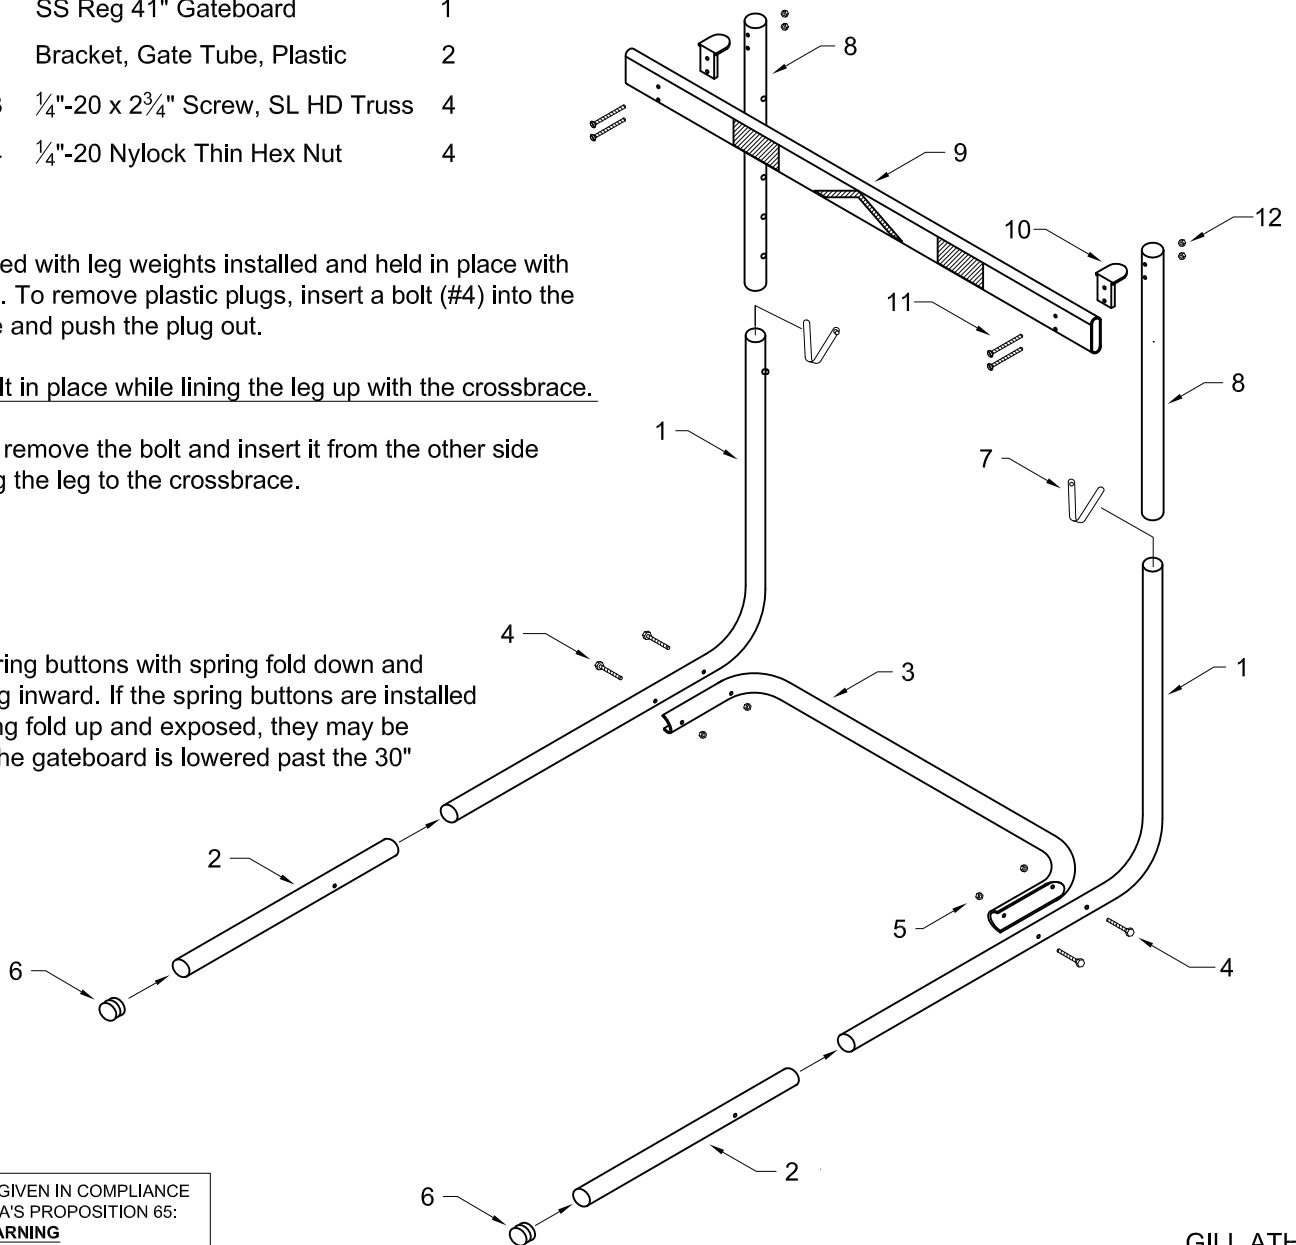 SS Reg 41" Gateboard 1
Bracket, Gate Tube, Plastic 2
¼"-20 x 2¾" Screw, SL HD Truss 4
¼"-20 Nylock Thin Hex Nut 4
ed with leg weights installed and held in place with
. To remove plastic plugs, insert a bolt (#4) into the
e and push the plug out.
lt in place while lining the leg up with the crossbrace.
remove the bolt and insert it from the other side
g the leg to the crossbrace.
ring buttons with spring fold down and
g inward. If the spring buttons are installed
ng fold up and exposed, they may be
he gateboard is lowered past the 30"
8
9
10
12
11
8
1
7
4
3
1
2
5
4
6
2
6
GIVEN IN COMPLIANCE
A'S PROPOSITION 65:
ARNING
GILL ATH